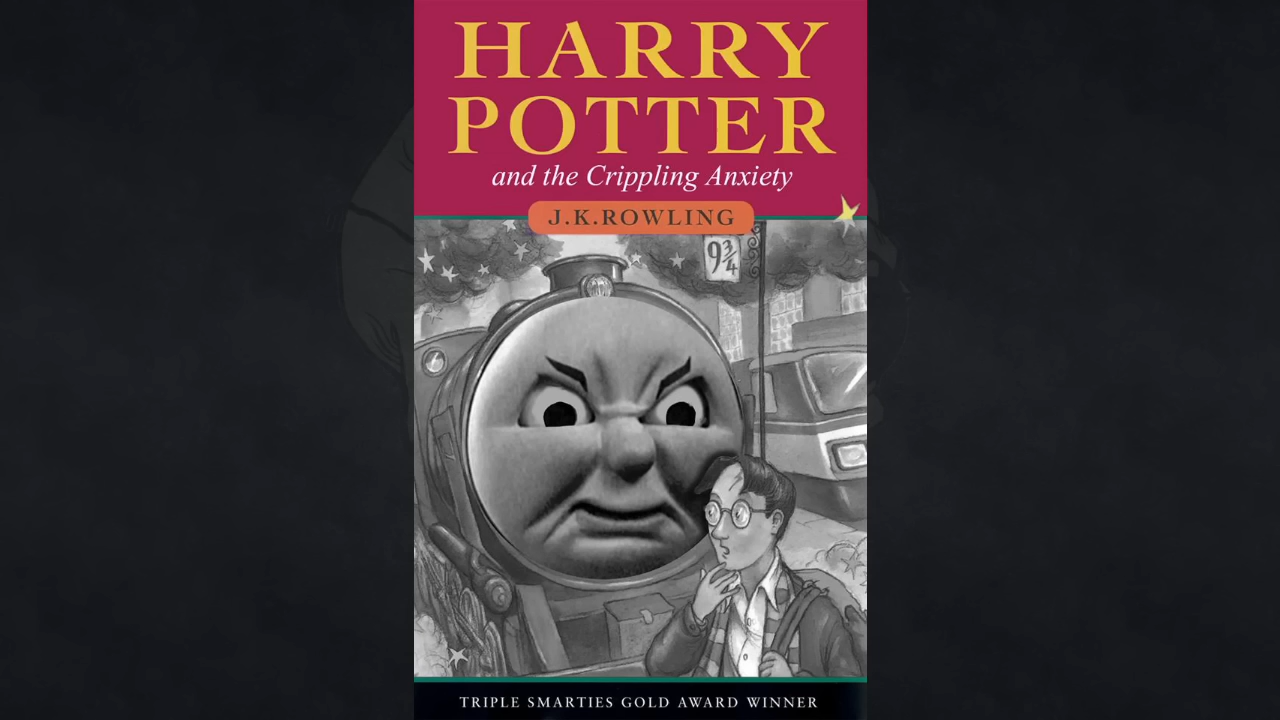 HARRY
POTTER
and the Crippling Anxiety
J.K.ROWLING
9¾
TRIPLE SMARTIES GOLD AWARD WINNER